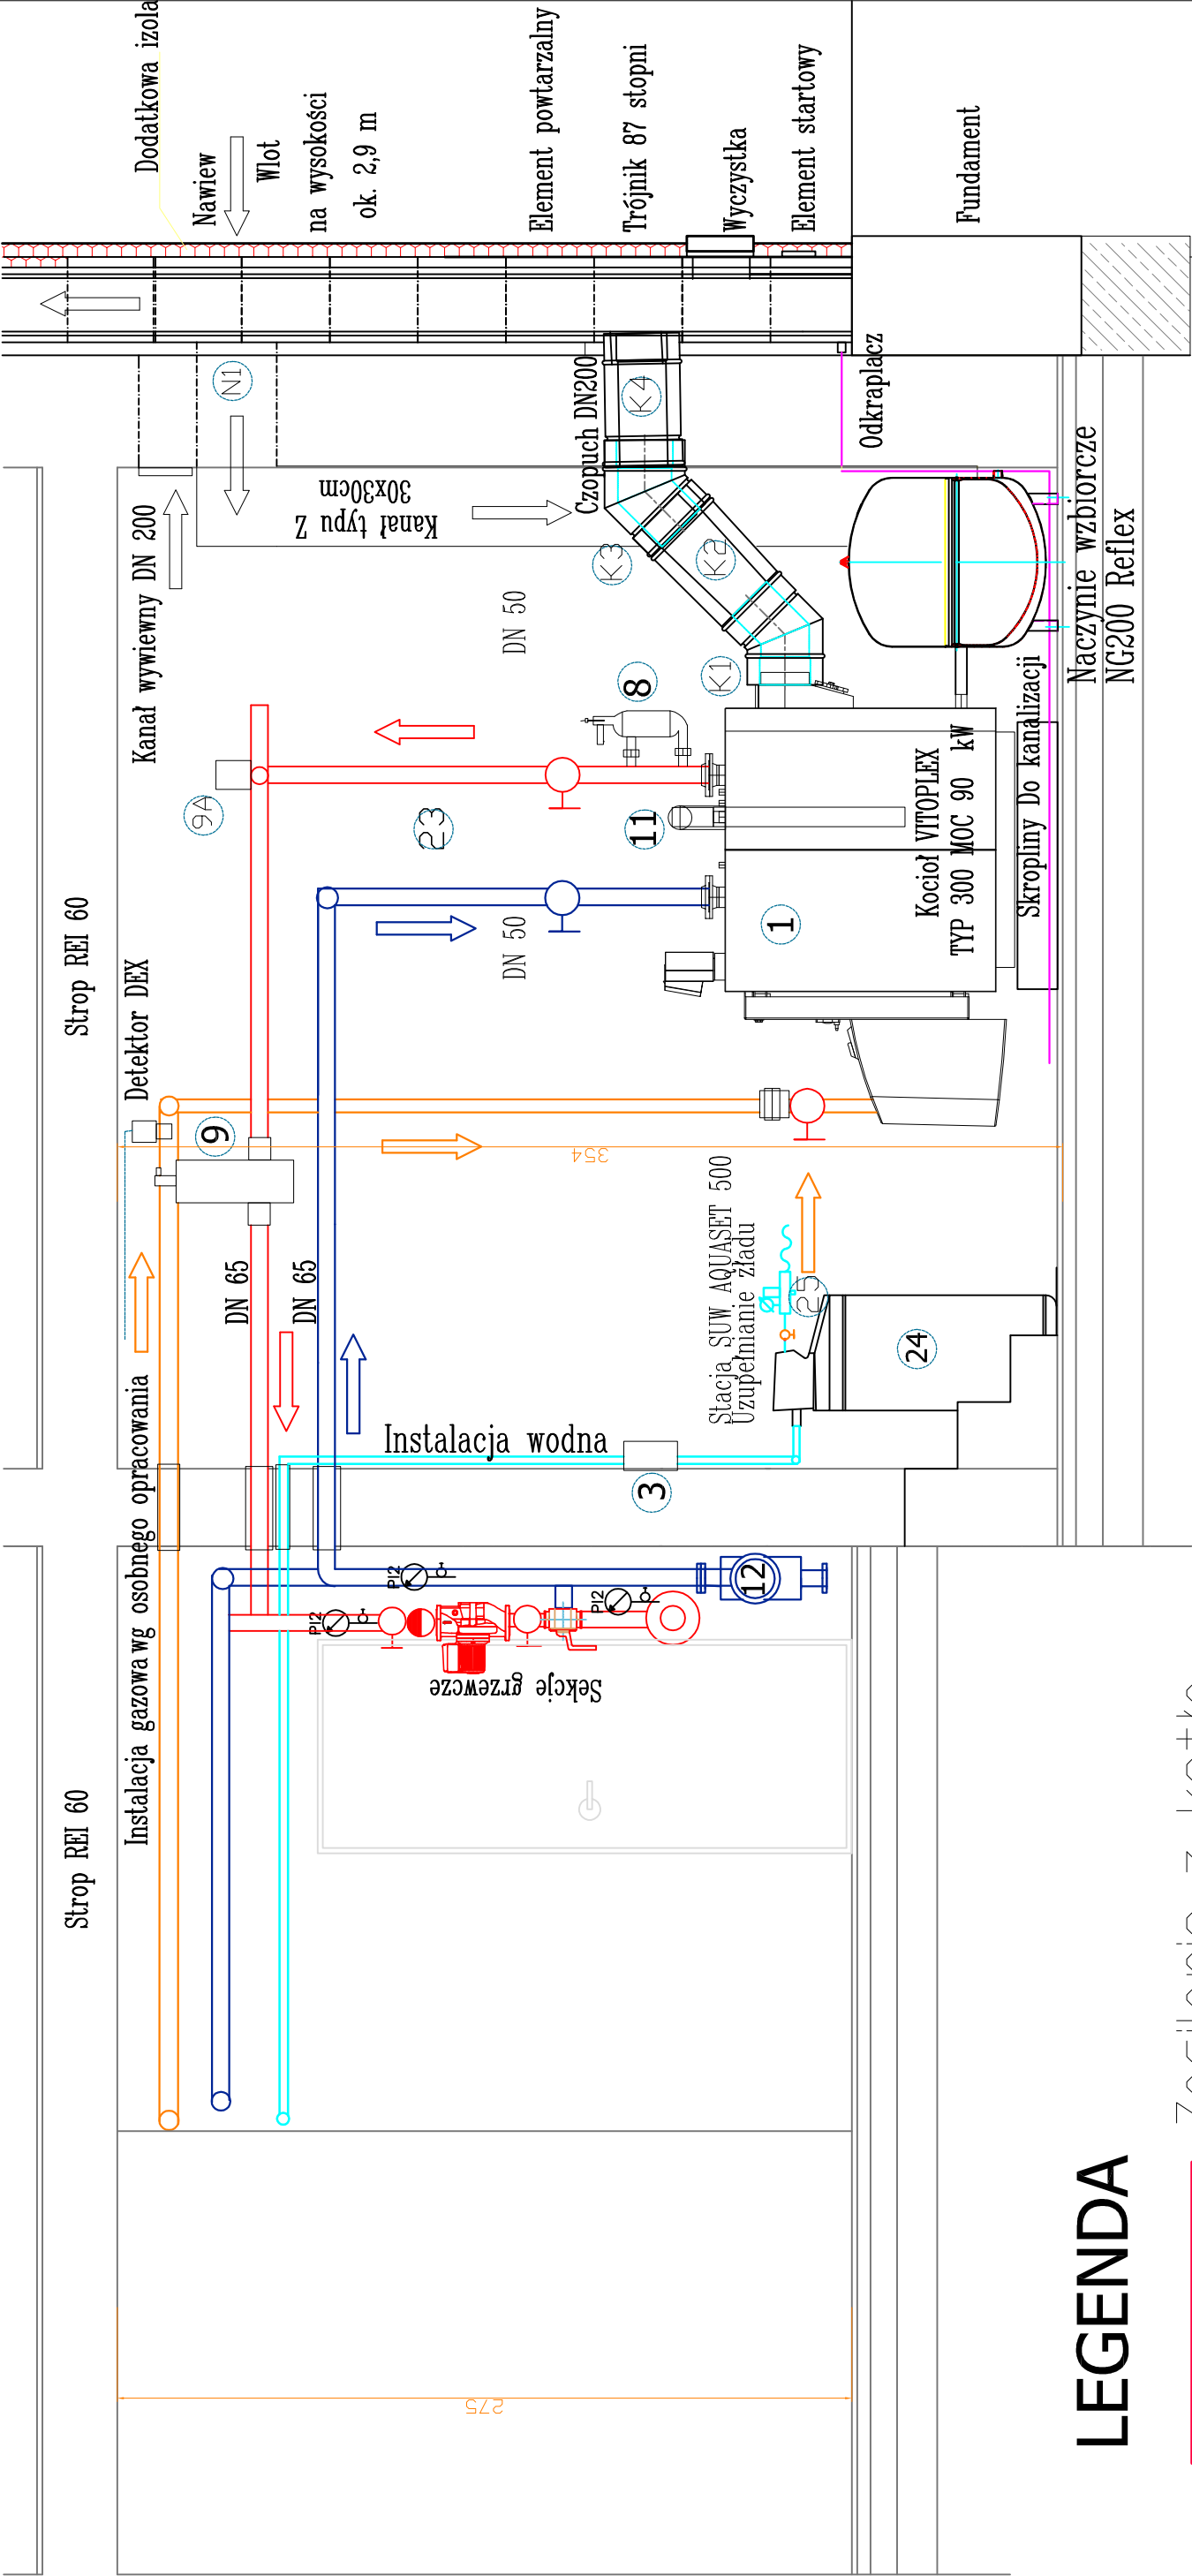 Strop REI 60
Strop REI 60
Instalacja gazowa wg osobnego opracowania
Detektor DEX
Kanał wywiewny DN 200
Dodatkowa izola
Nawiew
Wlot
na wysokości
ok. 2,9 m
N1
9A
9
DN 65
DN 65
Kanał typu Z
30x30cm
PI2
PI2
PI2
Instalacja wodna
23
DN 50
DN 50
Element powtarzalny
Czopuch DN200
Trójnik 87 stopni
K4
K3
K2
K1
8
11
Sekcje grzewcze
354
275
3
12
Wyczystka
Element startowy
Stacja SUW AQUASET 500
Uzupełnianie zładu
25
24
1
Odkraplacz
Fundament
Kocioł VITOPLEX
TYP 300 MOC 90 kW
Skropliny Do kanalizacji
Naczynie wzbiorcze
NG200 Reflex
LEGENDA